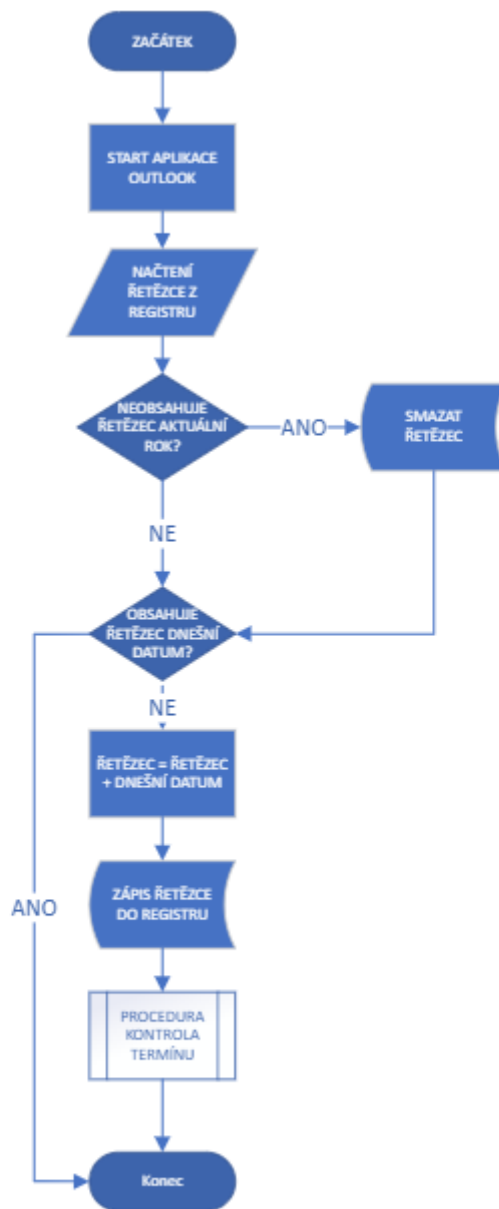 ZAČÁTEK
START APLIKACE
OUTLOOK
NAČTENÍ
ŘETĚZCE Z
REGISTRU
NEOBSAHUJE
ŘETĚZEC AKTUÁLNÍ
ROK?
ANO
SMAZAT
ŘETĚZEC
NE
OBSAHUJE
ŘETĚZEC DNEŠNÍ
DATUM?
NE
ŘETĚZEC = ŘETĚZEC
+ DNEŠNÍ DATUM
ZÁPIS ŘETĚZCE
DO REGISTRU
ANO
PROCEDURA
KONTROLA
TERMÍNU
Konec